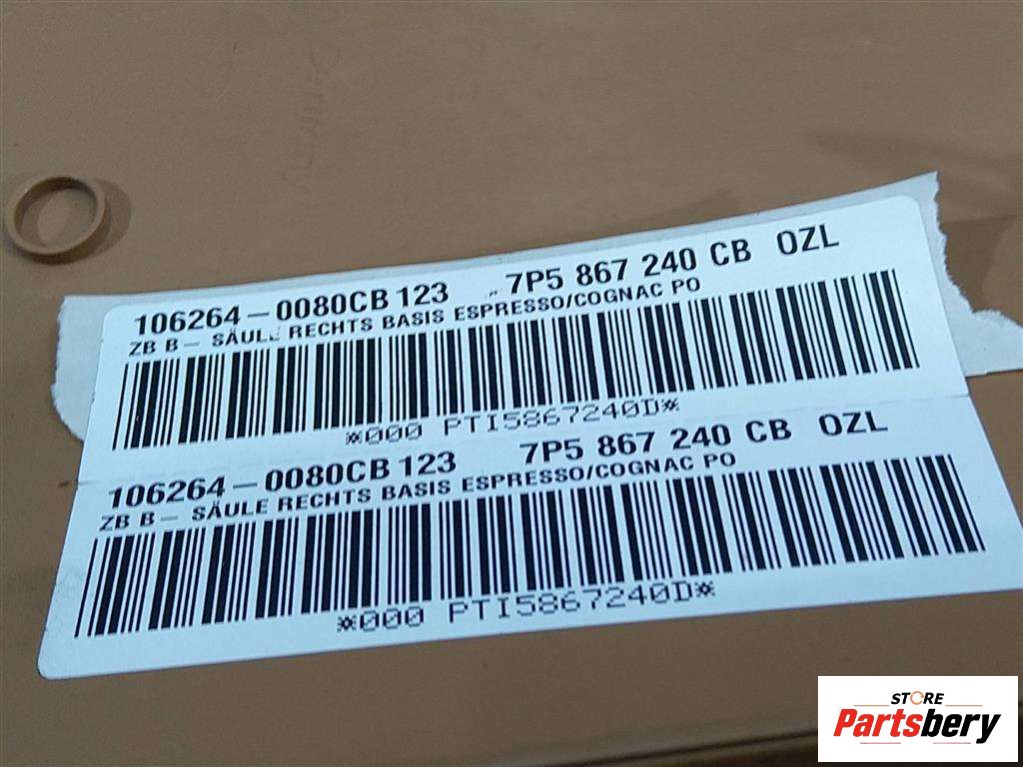 106264-0080CB 123 7P5 867 240 CB OZL
ZB B- SÄULE RECHTS BASIS ESPRESSO/COGNAC PO
*000 PTI5867240D*
106264-0080CB 123 7P5 867 240 CB OZL
ZB B- SÄULE RECHTS BASIS ESPRESSO/COGNAC PO
*000 PTI5867240D*
STORE
Partsbery